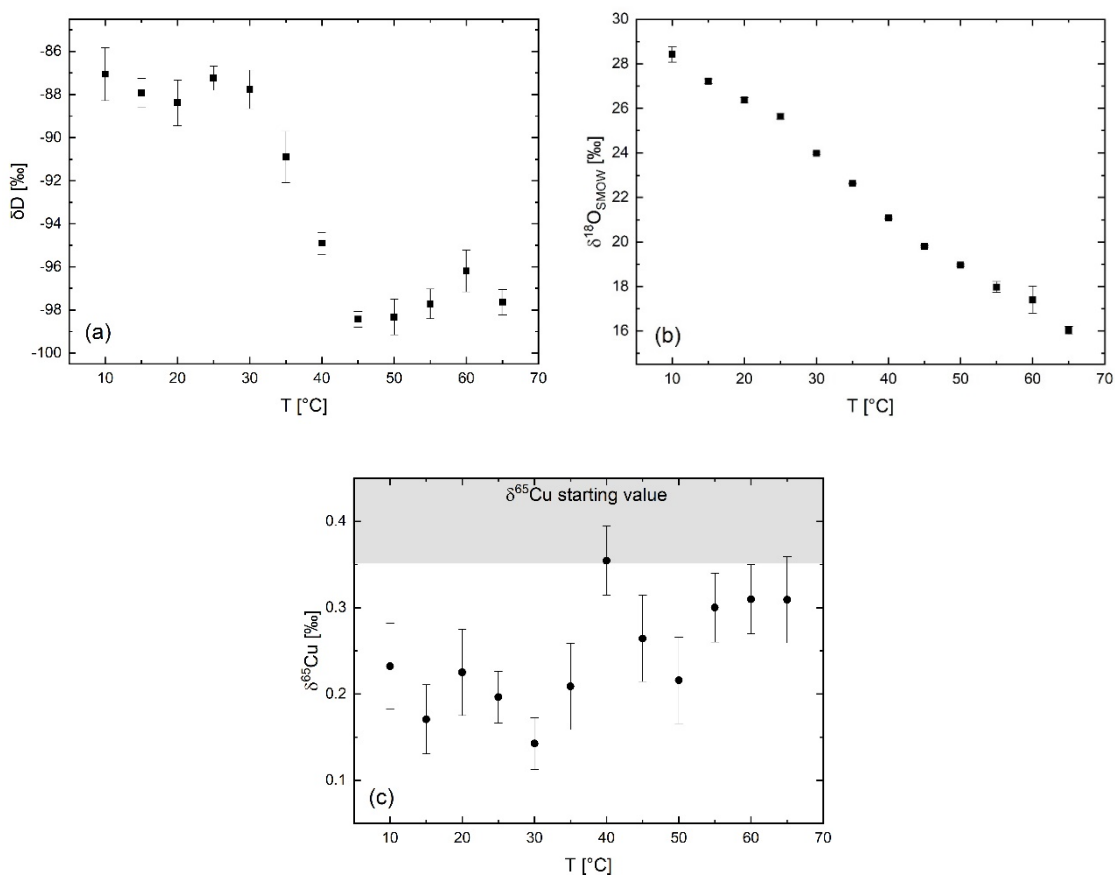 -86
-88
-90
-92
-94
-96
-98
-100
δD [‰]
(a)
10 20 30 40 50 60 70
T [°C]
30
28
26
24
22
20
18
16
δ¹⁸O_SMOW [‰]
(b)
10 20 30 40 50 60 70
T [°C]
δ⁶⁵Cu starting value
0.4
0.3
0.2
0.1
δ⁶⁵Cu [‰]
(c)
10 20 30 40 50 60 70
T [°C]